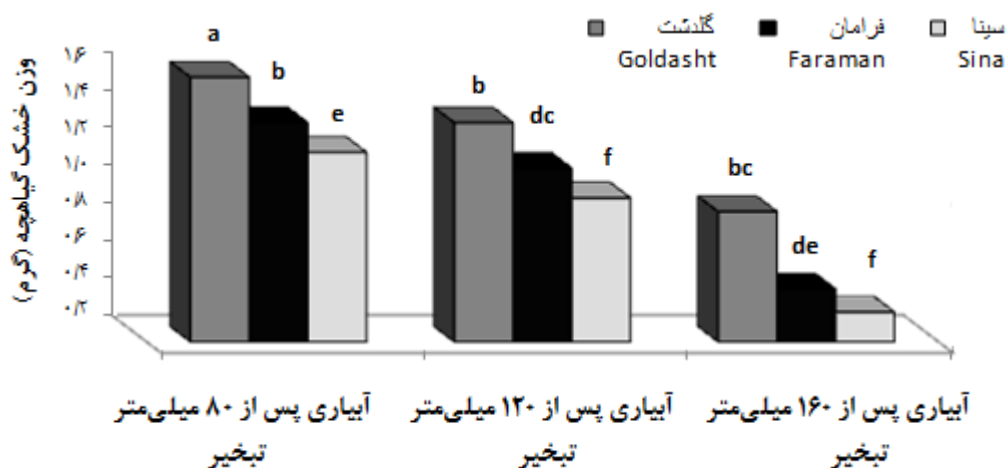 گلدشت فرامان سینا
Goldasht Faraman Sina
وزن خشک گیاهچه (گرم)
۱/۶
۱/۴
۱/۲
۱/۰
۰/۸
۰/۶
۰/۴
۰/۲
a b e
b dc f
bc de f
آبیاری پس از ۸۰ میلی‌متر
تبخیر
آبیاری پس از ۱۲۰ میلی‌متر
تبخیر
آبیاری پس از ۱۶۰ میلی‌متر
تبخیر